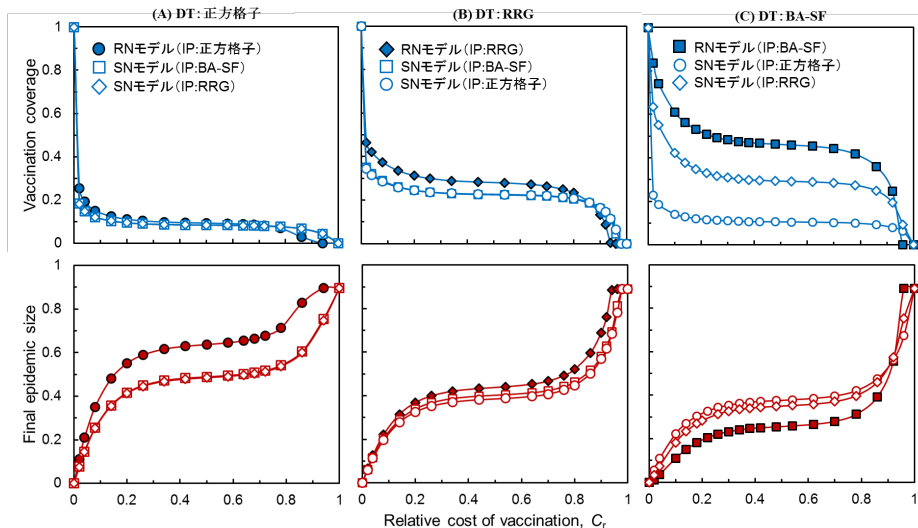 (A) DT:正方格子
(B) DT:RRG
(C) DT:BA-SF
Vaccination coverage
1
0.8
0.6
0.4
0.2
0
RNモデル(IP:正方格子)
SNモデル(IP:BA-SF)
SNモデル(IP:RRG)
RNモデル(IP:RRG)
SNモデル(IP:BA-SF)
SNモデル(IP:正方格子)
RNモデル(IP:BA-SF)
SNモデル(IP:正方格子)
SNモデル(IP:RRG)
Final epidemic size
1
0.8
0.6
0.4
0.2
0
0 0.2 0.4 0.6 0.8 1
0 0.2 0.4 0.6 0.8 1
0 0.2 0.4 0.6 0.8 1
Relative cost of vaccination, Cr